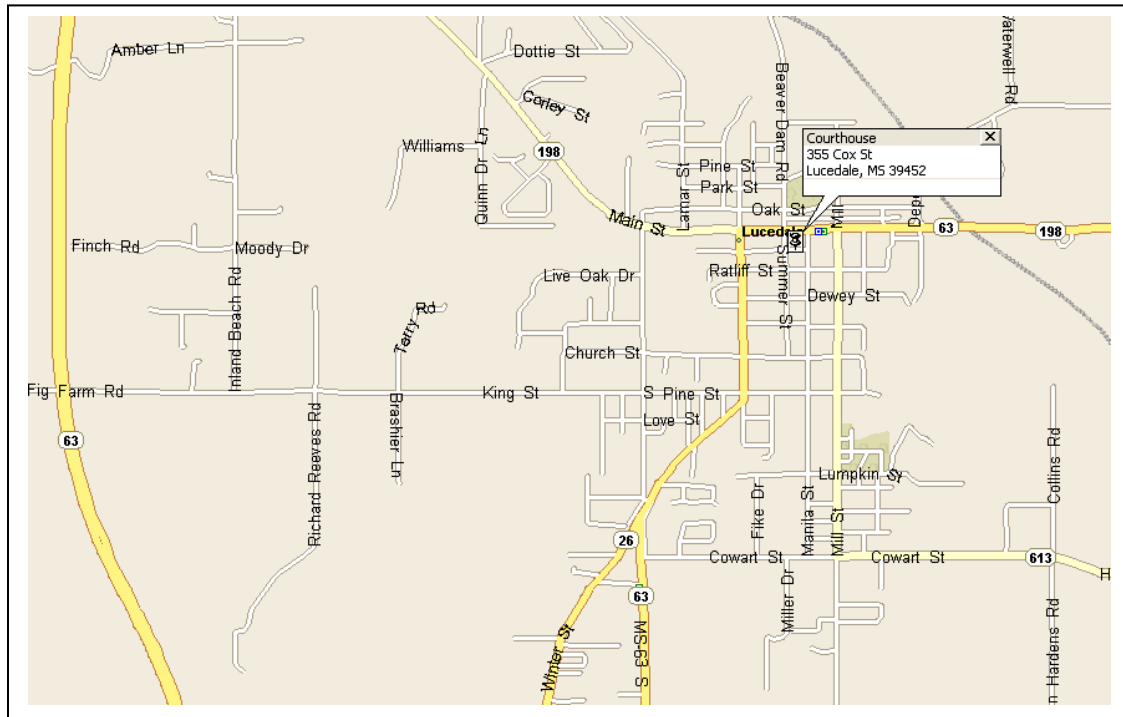 Amber Ln
Dottie St
Corley St
Williams
Quinn Dr Ln
198
Inland Beach Rd
Finch Rd
Moody Dr
Main St
Lamar St
Pine St
Park St
Beaver Dam Rd
Oak St
Waterwell Rd
Courthouse
355 Cox St
Lucedale, MS 39452
Mill
Lucedale
63
198
Live Oak Dr
Ratliff St
Summer St
Dewey St
Terry Rd
Church St
Fig Farm Rd
King St
S Pine St
Love St
63
Richard Reeves Rd
Brashier Ln
Collins Rd
Lumpkin St
Fike Dr
Manila St
Mill St
26
Cowart St
Cowart St
613
H
63
Miller Dr
Winter St
MS-63 S
n Hardens Rd